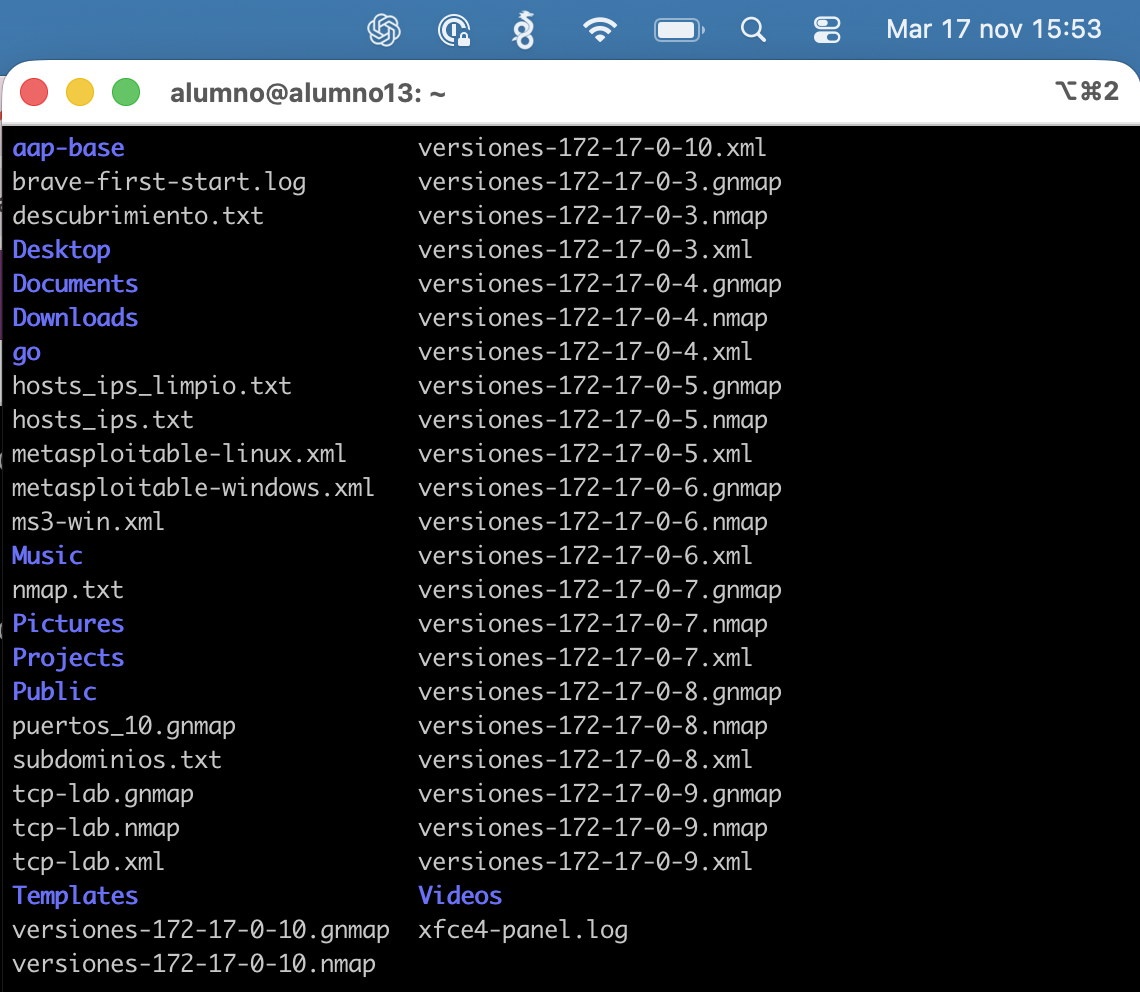 Mar 17 nov 15:53
alumno@alumno13: ~ ⌥⌘2
aap-base versiones-172-17-0-10.xml
brave-first-start.log versiones-172-17-0-3.gnmap
descubrimiento.txt versiones-172-17-0-3.nmap
Desktop versiones-172-17-0-3.xml
Documents versiones-172-17-0-4.gnmap
Downloads versiones-172-17-0-4.nmap
go versiones-172-17-0-4.xml
hosts_ips_limpio.txt versiones-172-17-0-5.gnmap
hosts_ips.txt versiones-172-17-0-5.nmap
metasploitable-linux.xml versiones-172-17-0-5.xml
metasploitable-windows.xml versiones-172-17-0-6.gnmap
ms3-win.xml versiones-172-17-0-6.nmap
Music versiones-172-17-0-6.xml
nmap.txt versiones-172-17-0-7.gnmap
Pictures versiones-172-17-0-7.nmap
Projects versiones-172-17-0-7.xml
Public versiones-172-17-0-8.gnmap
puertos_10.gnmap versiones-172-17-0-8.nmap
subdominios.txt versiones-172-17-0-8.xml
tcp-lab.gnmap versiones-172-17-0-9.gnmap
tcp-lab.nmap versiones-172-17-0-9.nmap
tcp-lab.xml versiones-172-17-0-9.xml
Templates Videos
versiones-172-17-0-10.gnmap xfce4-panel.log
versiones-172-17-0-10.nmap